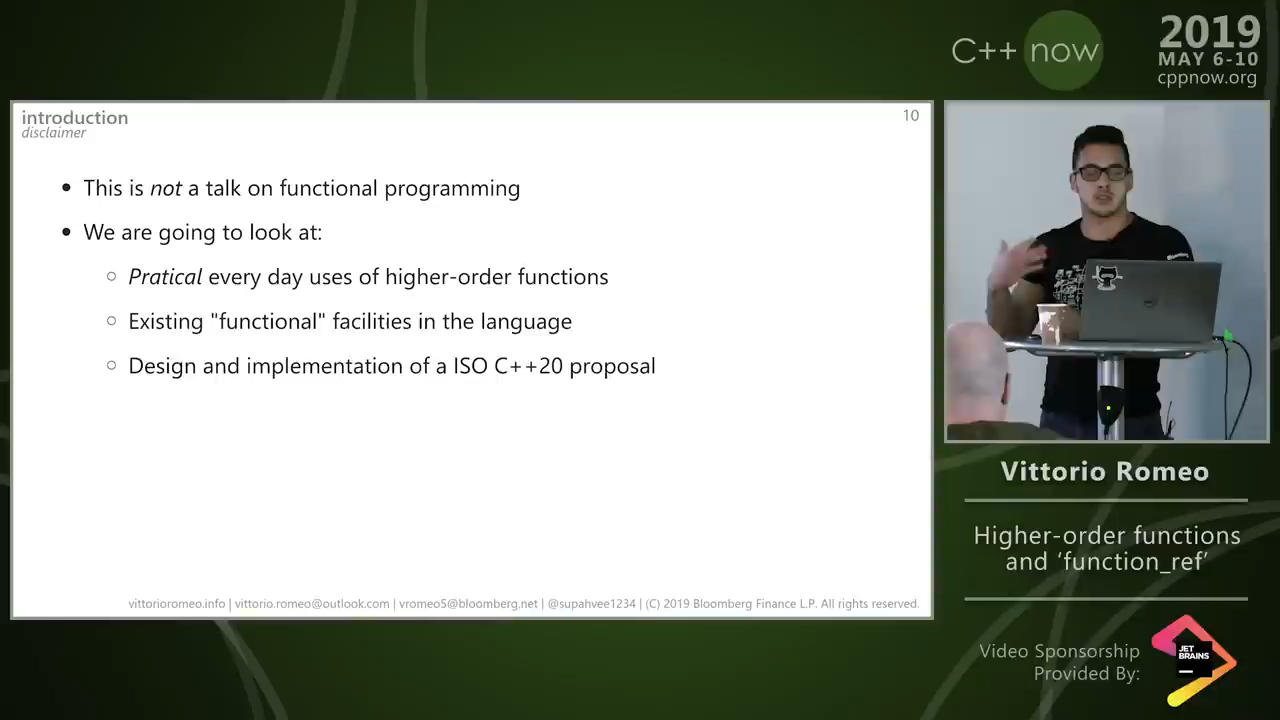 C++ now
2019
MAY 6-10
cppnow.org
introduction
disclaimer
10
• This is not a talk on functional programming
• We are going to look at:
○ Pratical every day uses of higher-order functions
○ Existing "functional" facilities in the language
○ Design and implementation of a ISO C++20 proposal
vittorioromeo.info | vittorio.romeo@outlook.com | vromeo5@bloomberg.net | @supahvee1234 | (C) 2019 Bloomberg Finance L.P. All rights reserved.
Vittorio Romeo
Higher-order functions
and ‘function_ref’
Video Sponsorship
Provided By:
JET
BRAINS